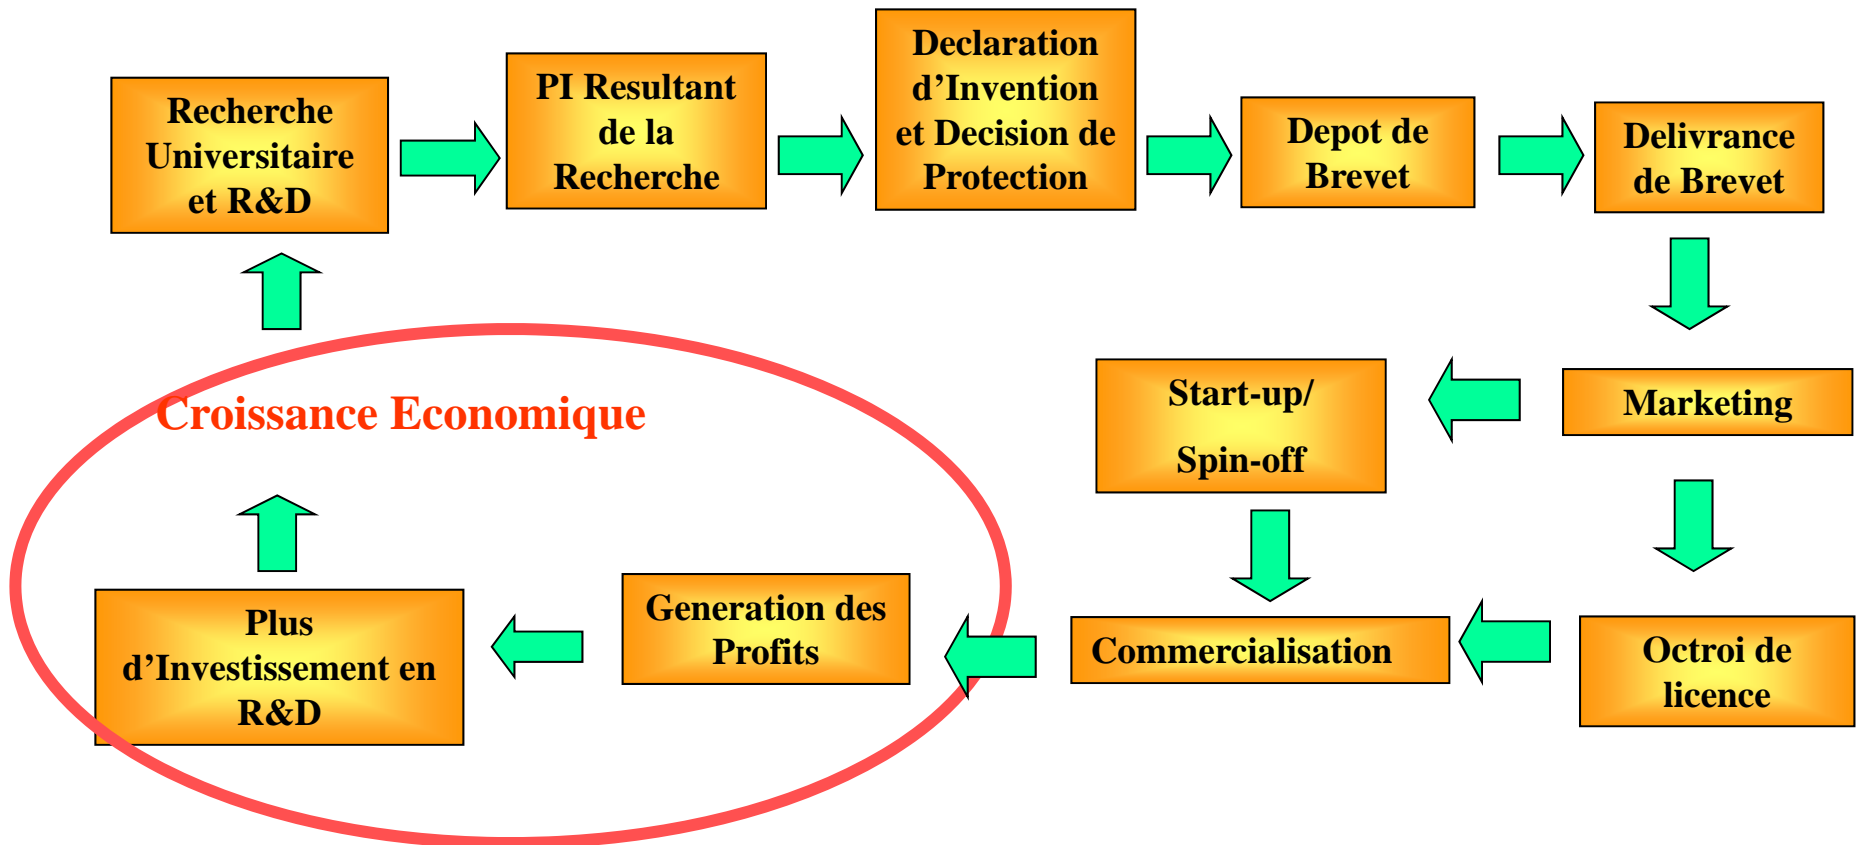 Recherche
Universitaire
et R&D
PI Resultant
de la
Recherche
Declaration
d’Invention
et Decision de
Protection
Depot de
Brevet
Delivrance
de Brevet
Marketing
Start-up/
Spin-off
Octroi de
licence
Commercialisation
Generation des
Profits
Plus
d’Investissement en
R&D
Croissance Economique